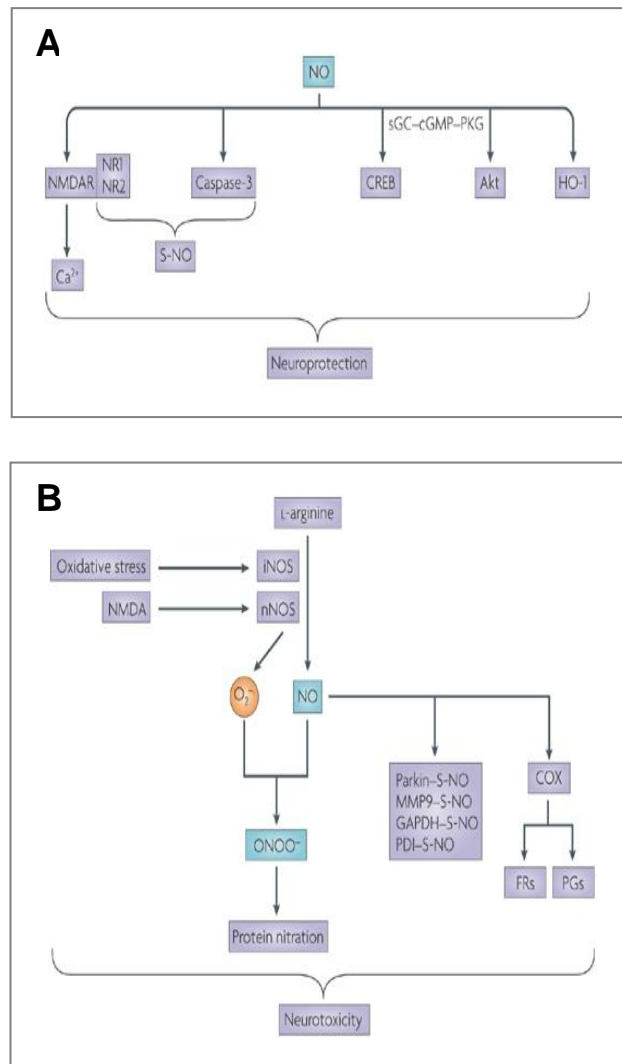 A
NO
sGC–cGMP–PKG
NMDAR
NR1
NR2
Caspase-3
CREB
Akt
HO-1
S-NO
Ca²⁺
Neuroprotection
B
L-arginine
Oxidative stress
iNOS
NMDA
nNOS
O₂⁻
NO
Parkin–S-NO
MMP9–S-NO
GAPDH–S-NO
PDI–S-NO
COX
ONOO⁻
FRs
PGs
Protein nitration
Neurotoxicity